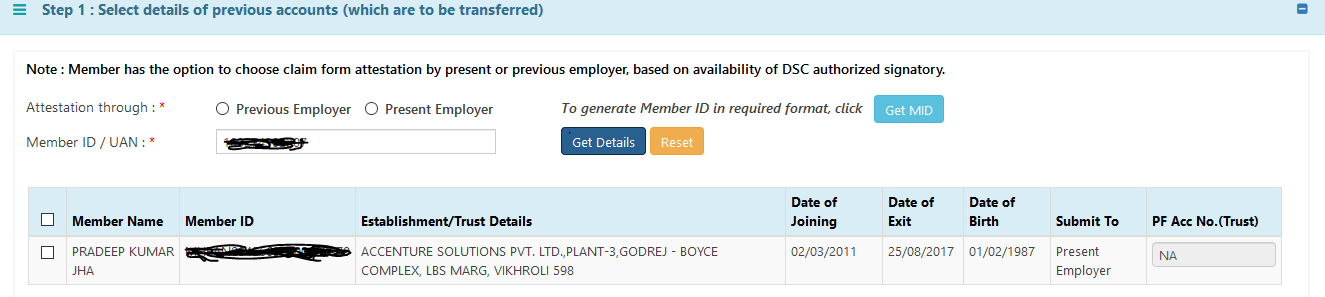 Step 1 : Select details of previous accounts (which are to be transferred)
Note : Member has the option to choose claim form attestation by present or previous employer, based on availability of DSC authorized signatory.
Attestation through : * Previous Employer Present Employer To generate Member ID in required format, click Get MID
Member ID / UAN : * Get Details Reset
Member Name Member ID Establishment/Trust Details Date of Joining Date of Exit Date of Birth Submit To PF Acc No.(Trust)
PRADEEP KUMAR ACCENTURE SOLUTIONS PVT. LTD.,PLANT-3,GODREJ - BOYCE 02/03/2011 25/08/2017 01/02/1987 Present NA
JHA COMPLEX, LBS MARG, VIKHROLI 598 Employer